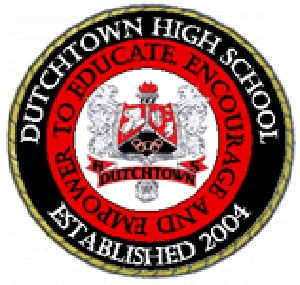 DUTCHTOWN HIGH SCHOOL
ESTABLISHED 2004
TO EDUCATE, ENCOURAGE AND EMPOWER
H S
DUTCHTOWN